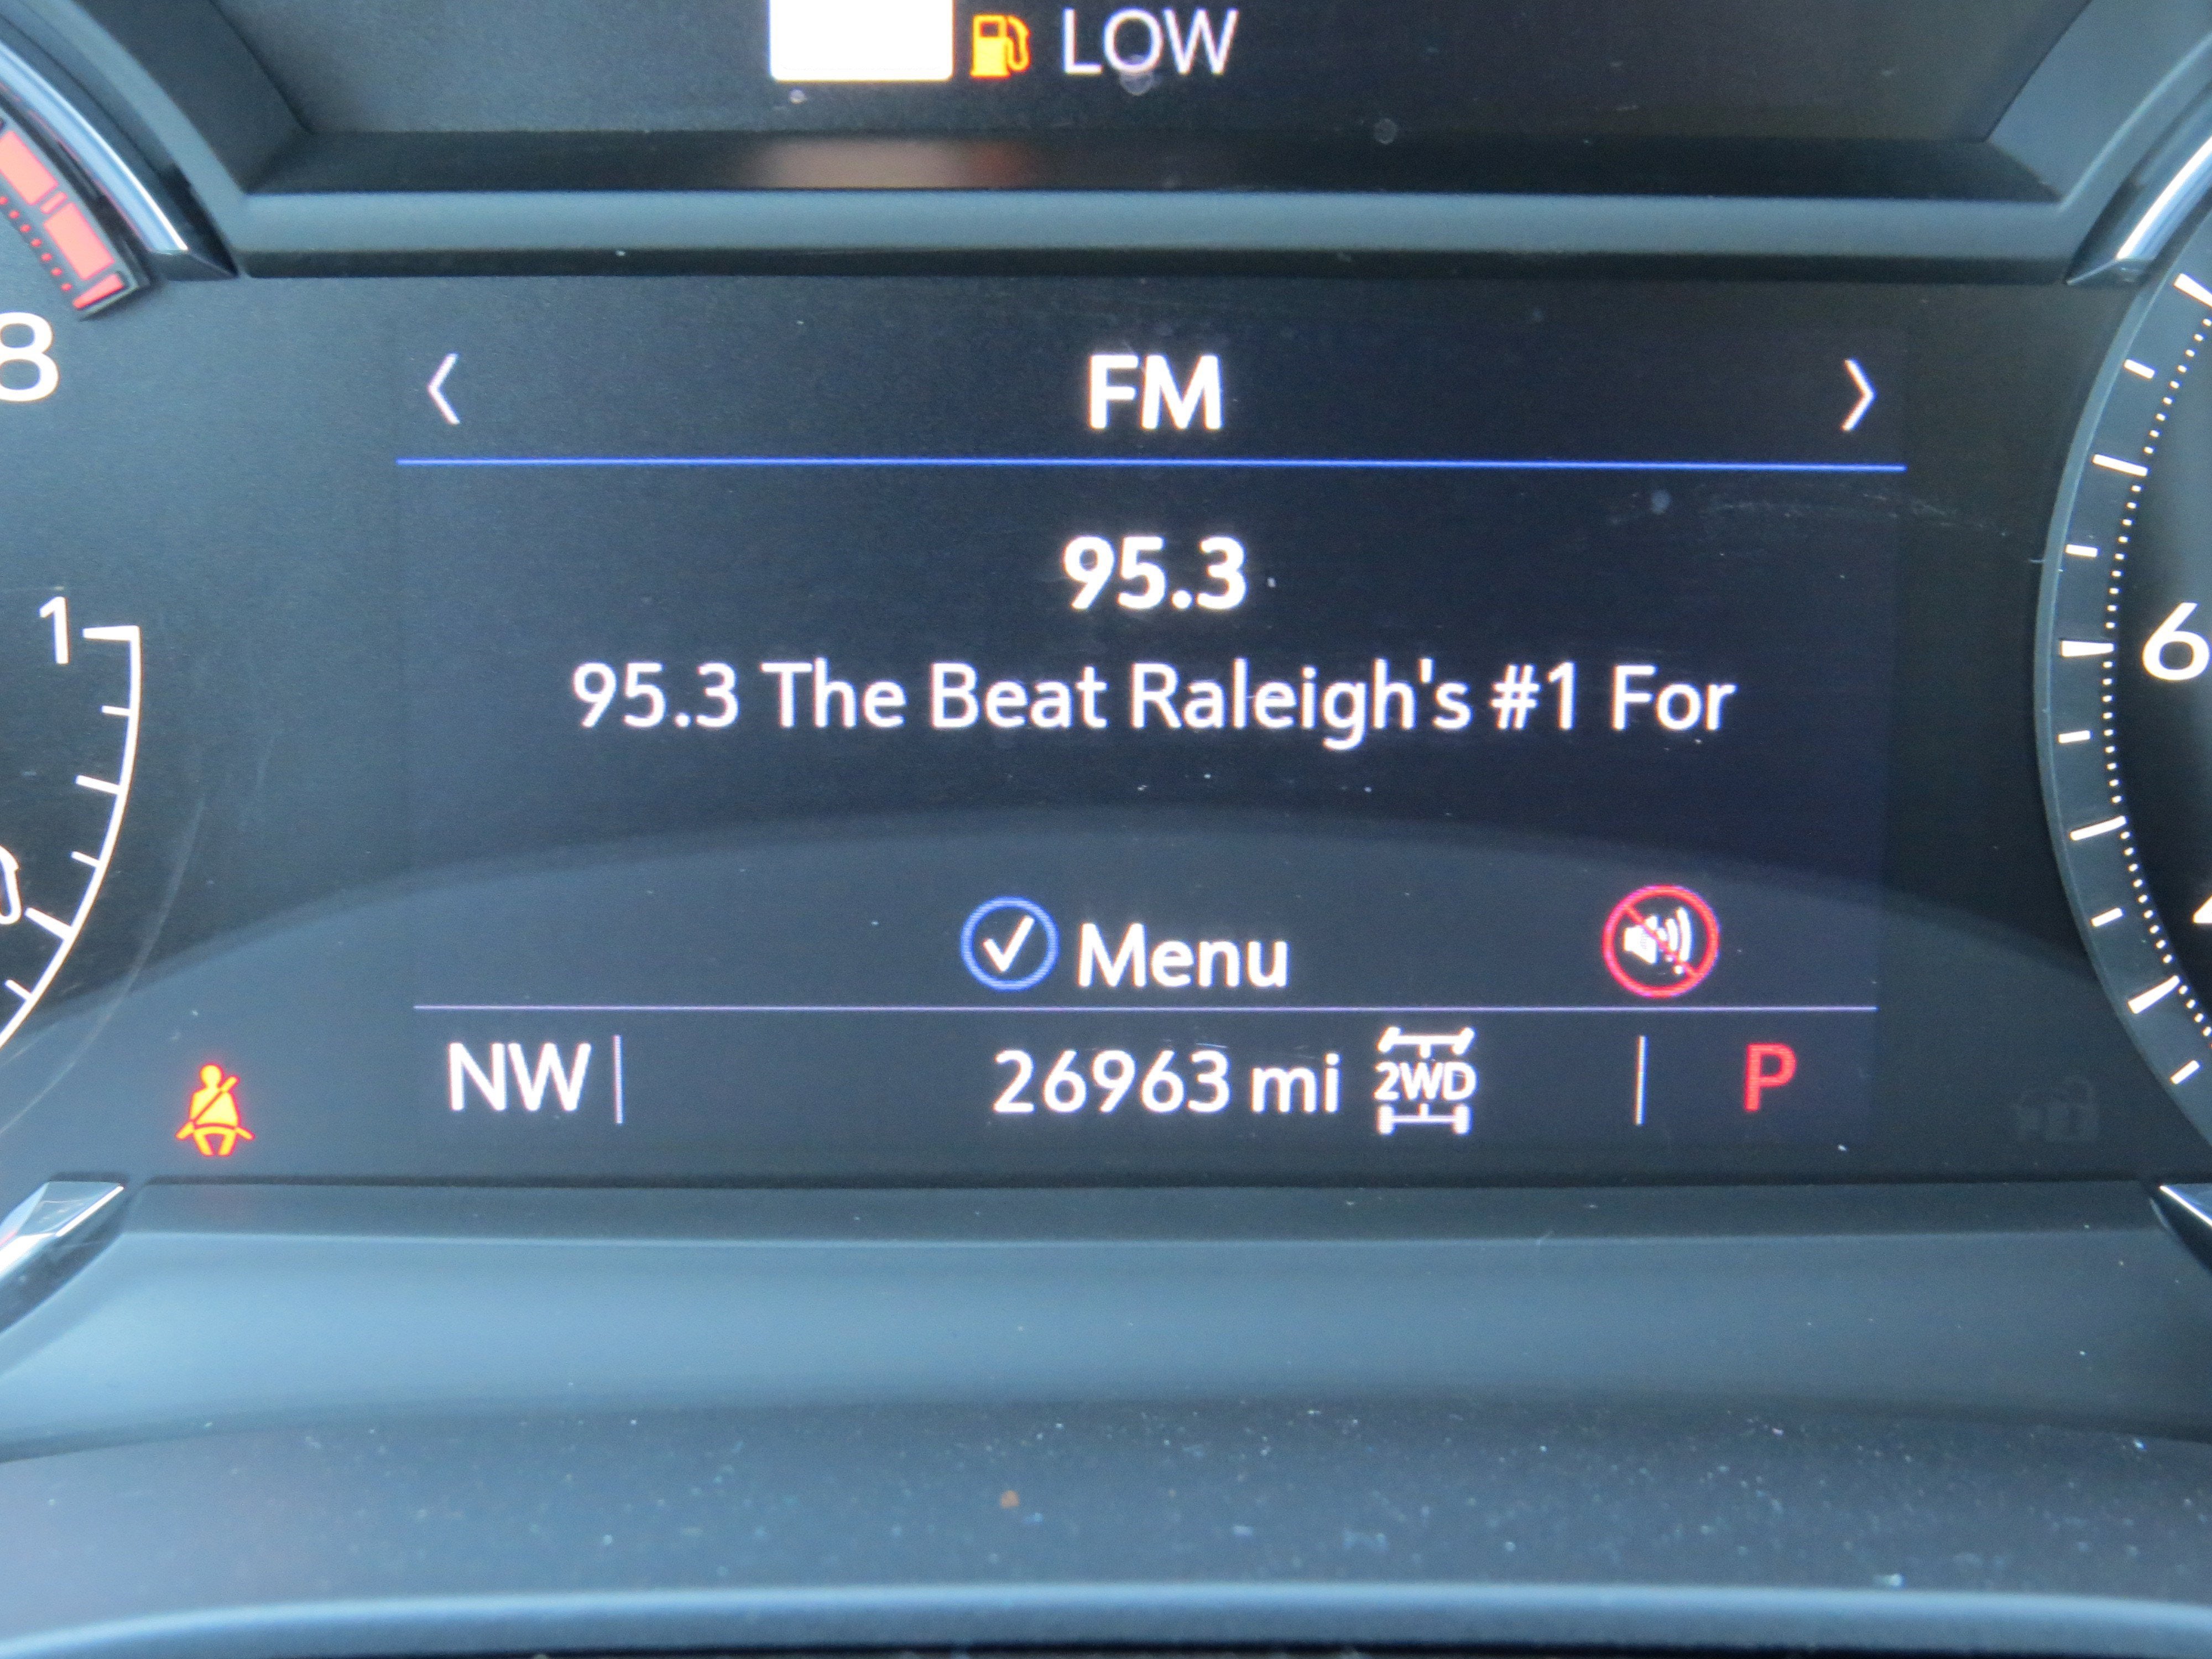 LOW
8
FM
95.3
1
95.3 The Beat Raleigh's #1 For
6
Menu
NW
26963 mi
2WD
P